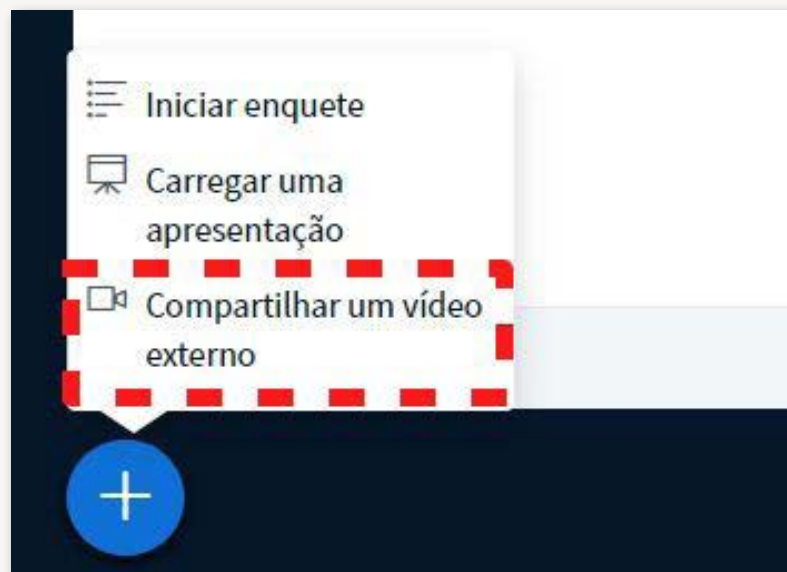 Iniciar enquete
Carregar uma
apresentação
Compartilhar um vídeo
externo